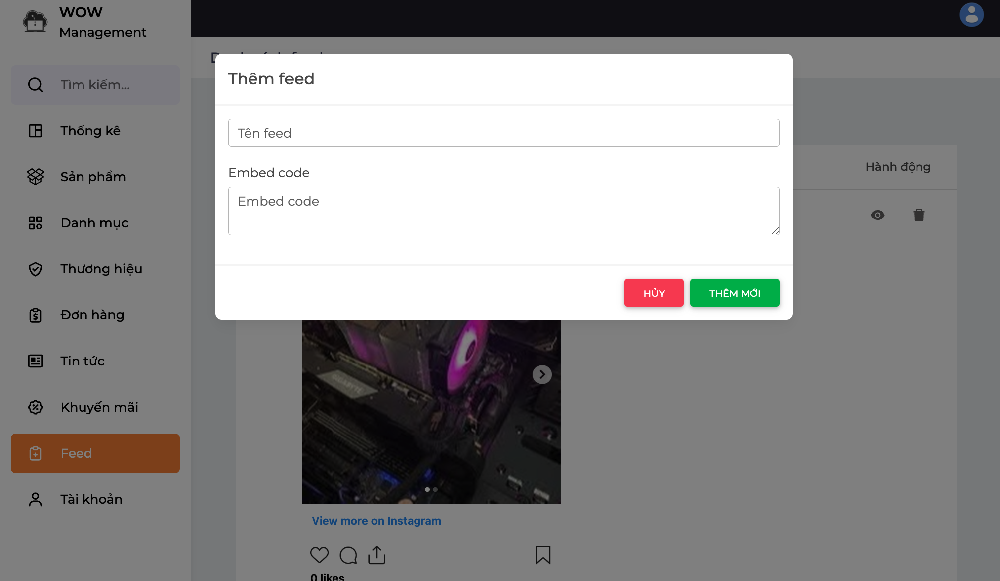 WOW
Management
Tìm kiếm...
Thống kê
Sản phẩm
Danh mục
Thương hiệu
Đơn hàng
Tin tức
Khuyến mãi
Feed
Tài khoản
Thêm feed
Tên feed
Embed code
Embed code
HỦY
THÊM MỚI
Hành động
GIGABYTE
View more on Instagram
0 likes